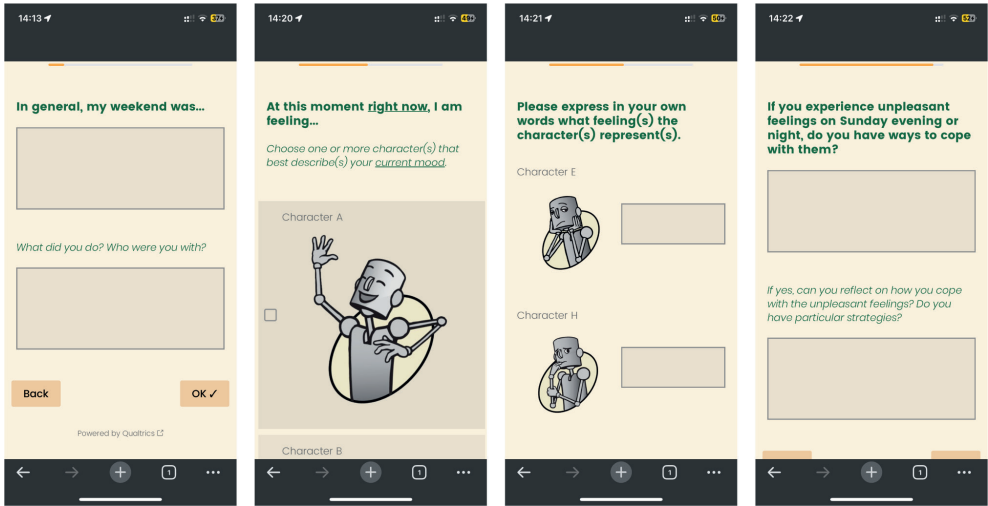 14:13
In general, my weekend was...
What did you do? Who were you with?
Back
OK ✓
Powered by Qualtrics
1
14:20
At this moment right now, I am
feeling...
Choose one or more character(s) that
best describe(s) your current mood.
Character A
Character B
1
14:21
Please express in your own
words what feeling(s) the
character(s) represent(s).
Character E
Character H
1
14:22
If you experience unpleasant
feelings on Sunday evening or
night, do you have ways to cope
with them?
If yes, can you reflect on how you cope
with the unpleasant feelings? Do you
have particular strategies?
1